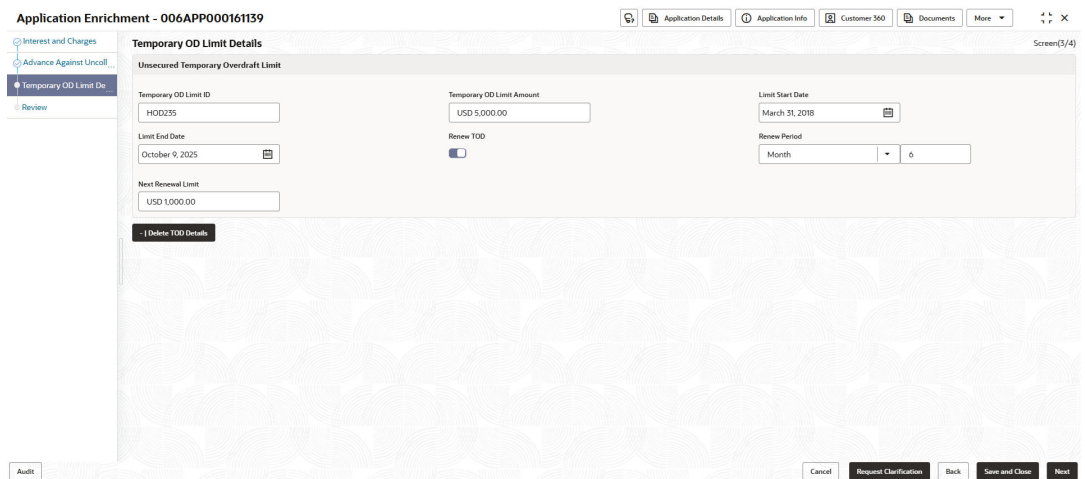 Application Enrichment - 006APP000161139
Application Details
Application Info
Customer 360
Documents
More
Interest and Charges
Advance Against Uncoll...
Temporary OD Limit De...
Review
Temporary OD Limit Details
Screen(3/4)
Unsecured Temporary Overdraft Limit
Temporary OD Limit ID
Temporary OD Limit Amount
Limit Start Date
HOD235
USD 5,000.00
March 31, 2018
Limit End Date
Renew TOD
Renew Period
October 9, 2025
Month
6
Next Renewal Limit
USD 1,000.00
- | Delete TOD Details
Audit
Cancel
Request Clarification
Back
Save and Close
Next